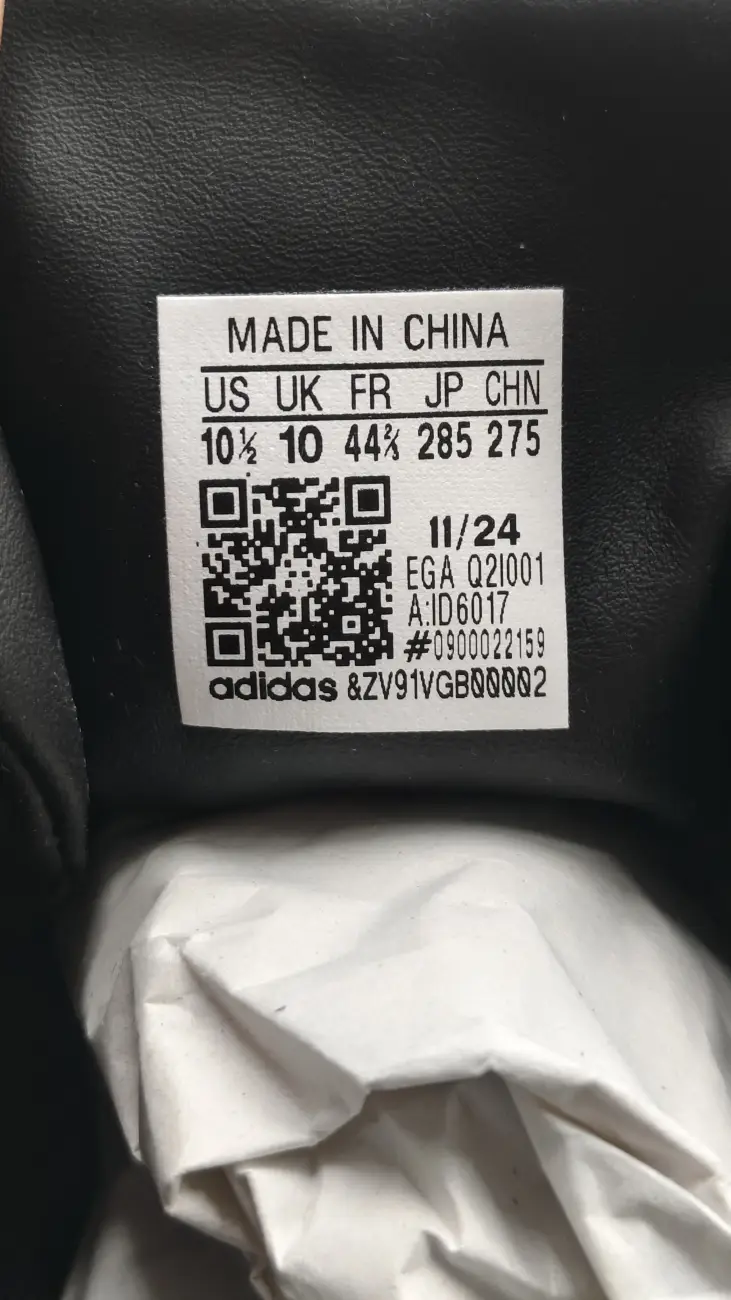 MADE IN CHINA
US UK FR JP CHN
10½ 10 44⅔ 285 275
11/24
EGA Q2I001
A:ID6017
#0900022159
adidas &ZV91VGB00002